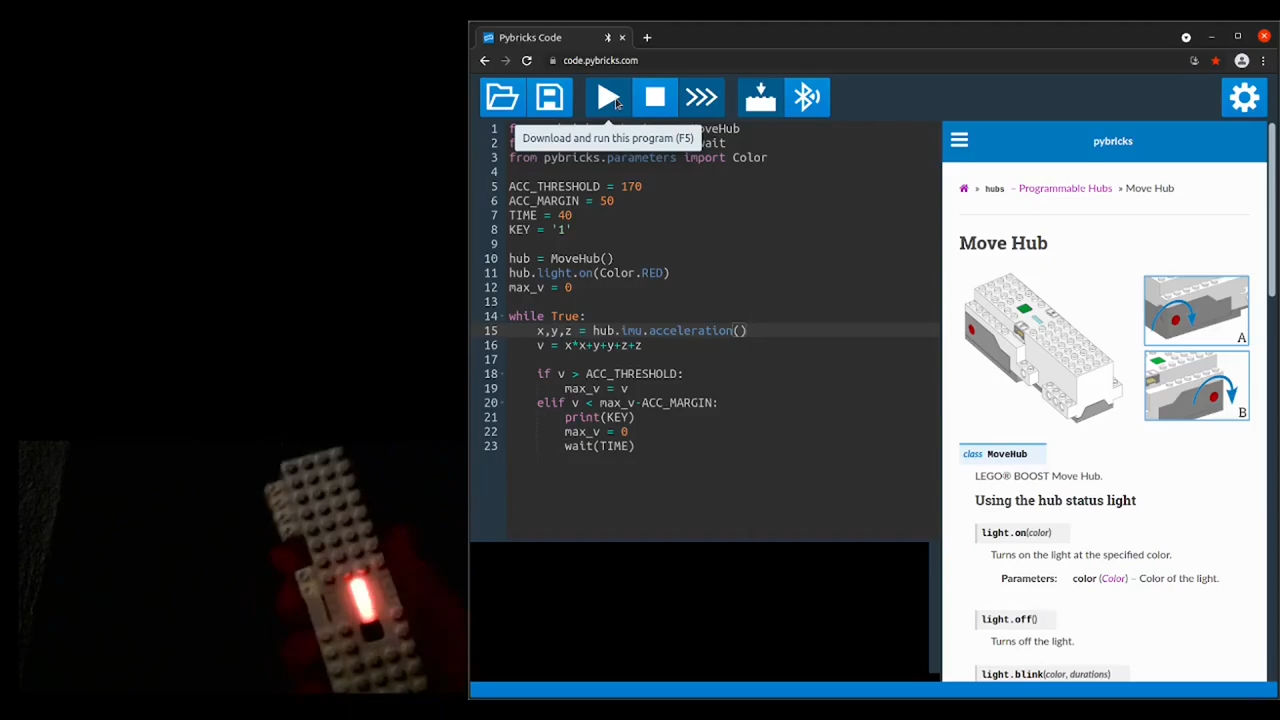 Pybricks Code
code.pybricks.com
Download and run this program (F5)
1
MoveHub
2
wait
3 from pybricks.parameters import Color
4
5 ACC_THRESHOLD = 170
6 ACC_MARGIN = 50
7 TIME = 40
8 KEY = '1'
9
10 hub = MoveHub()
11 hub.light.on(Color.RED)
12 max_v = 0
13
14 while True:
15 x,y,z = hub.imu.acceleration()
16 v = x*x+y+y+z+z
17
18 if v > ACC_THRESHOLD:
19 max_v = v
20 elif v < max_v-ACC_MARGIN:
21 print(KEY)
22 max_v = 0
23 wait(TIME)
pybricks
» hubs – Programmable Hubs » Move Hub
Move Hub
A
B
class MoveHub
LEGO® BOOST Move Hub.
Using the hub status light
light.on(color)
Turns on the light at the specified color.
Parameters: color (Color) – Color of the light.
light.off()
Turns off the light.
light.blink(color, durations)